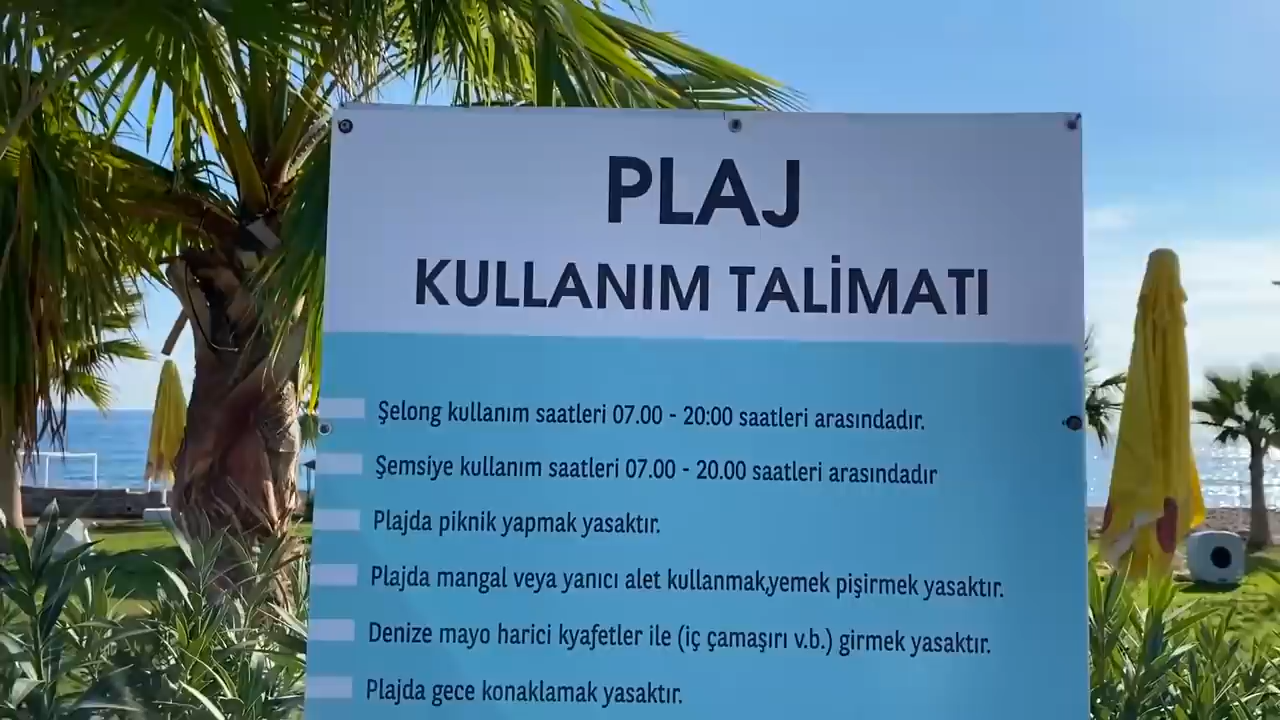 PLAJ
KULLANIM TALİMATI
Şelong kullanım saatleri 07.00 - 20:00 saatleri arasındadır.
Şemsiye kullanım saatleri 07.00 - 20.00 saatleri arasındadır
Plajda piknik yapmak yasaktır.
Plajda mangal veya yanıcı alet kullanmak,yemek pişirmek yasaktır.
Denize mayo harici kyafetler ile (iç çamaşırı v.b.) girmek yasaktır.
Plajda gece konaklamak yasaktır.